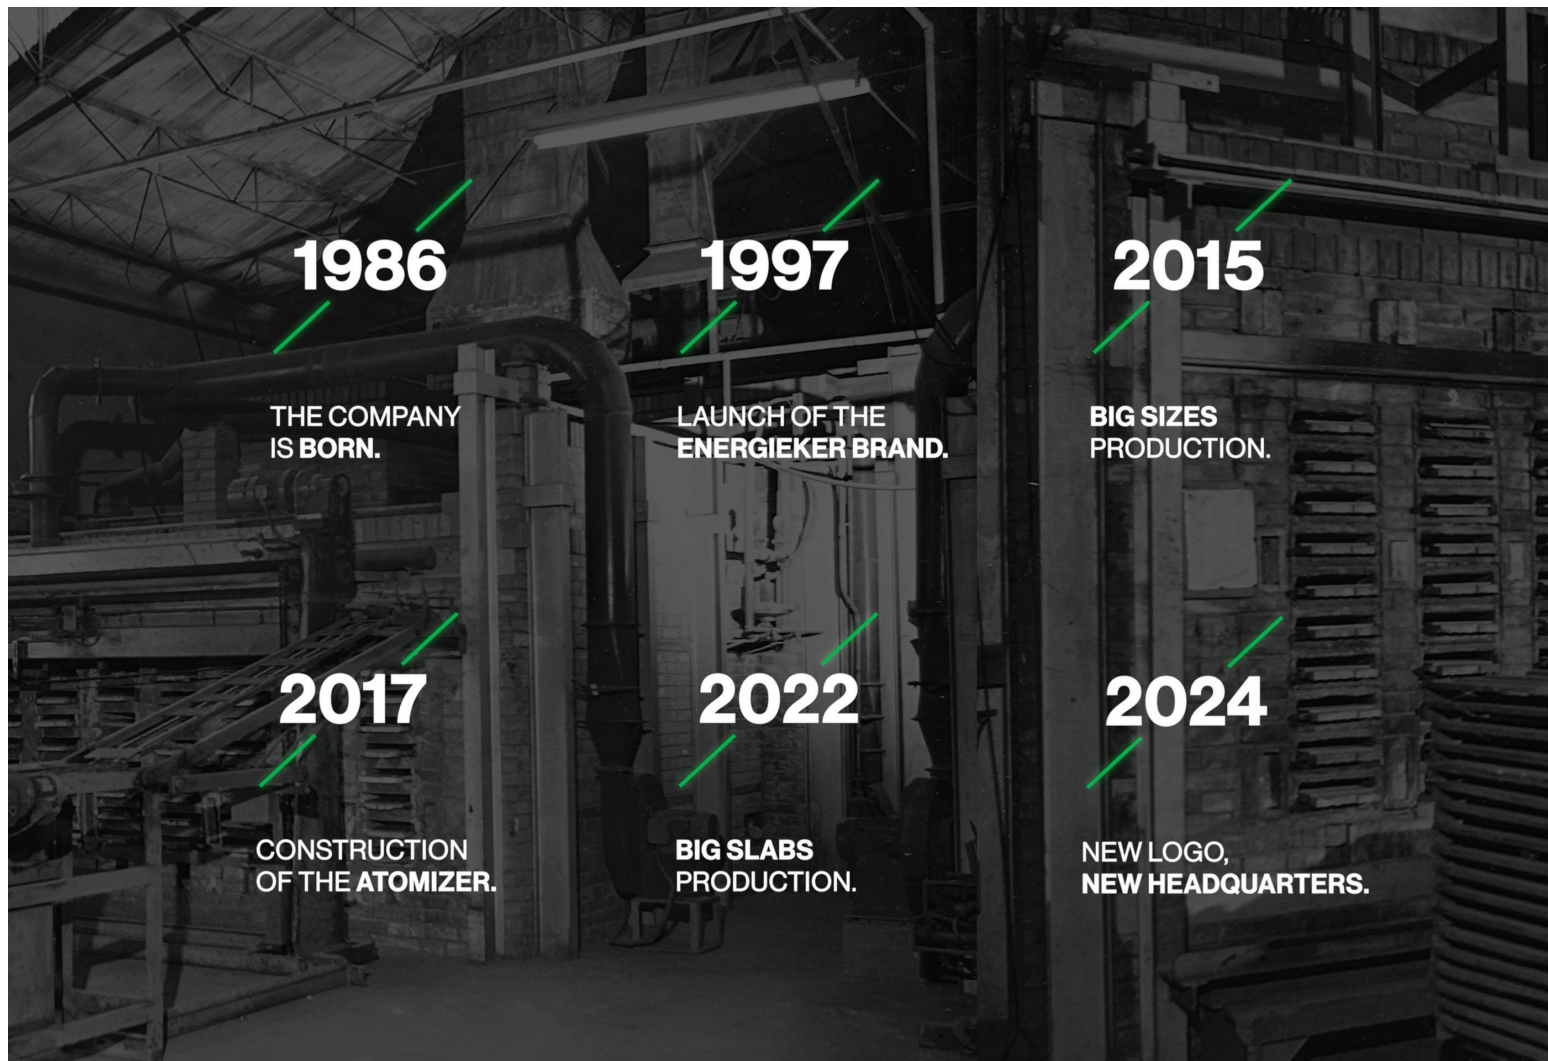 1986
THE COMPANY
IS BORN.
1997
LAUNCH OF THE
ENERGIEKER BRAND.
2015
BIG SIZES
PRODUCTION.
2017
CONSTRUCTION
OF THE ATOMIZER.
2022
BIG SLABS
PRODUCTION.
2024
NEW LOGO,
NEW HEADQUARTERS.